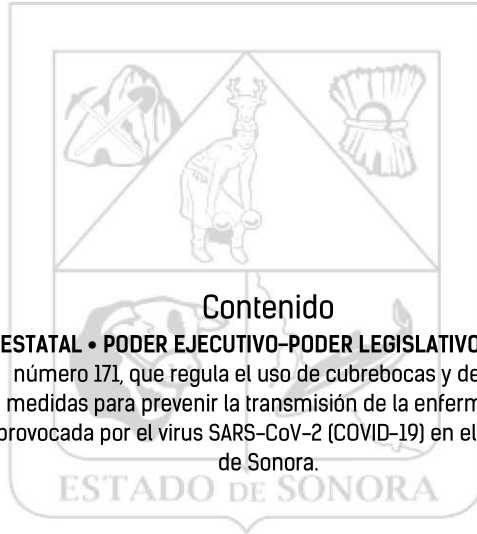 Contenido
ESTATAL • PODER EJECUTIVO-PODER LEGISLATIVO
número 171, que regula el uso de cubrebocas y de
medidas para prevenir la transmisión de la enferm
provocada por el virus SARS-CoV-2 (COVID-19) en el
de Sonora.
ESTADO DE SONORA